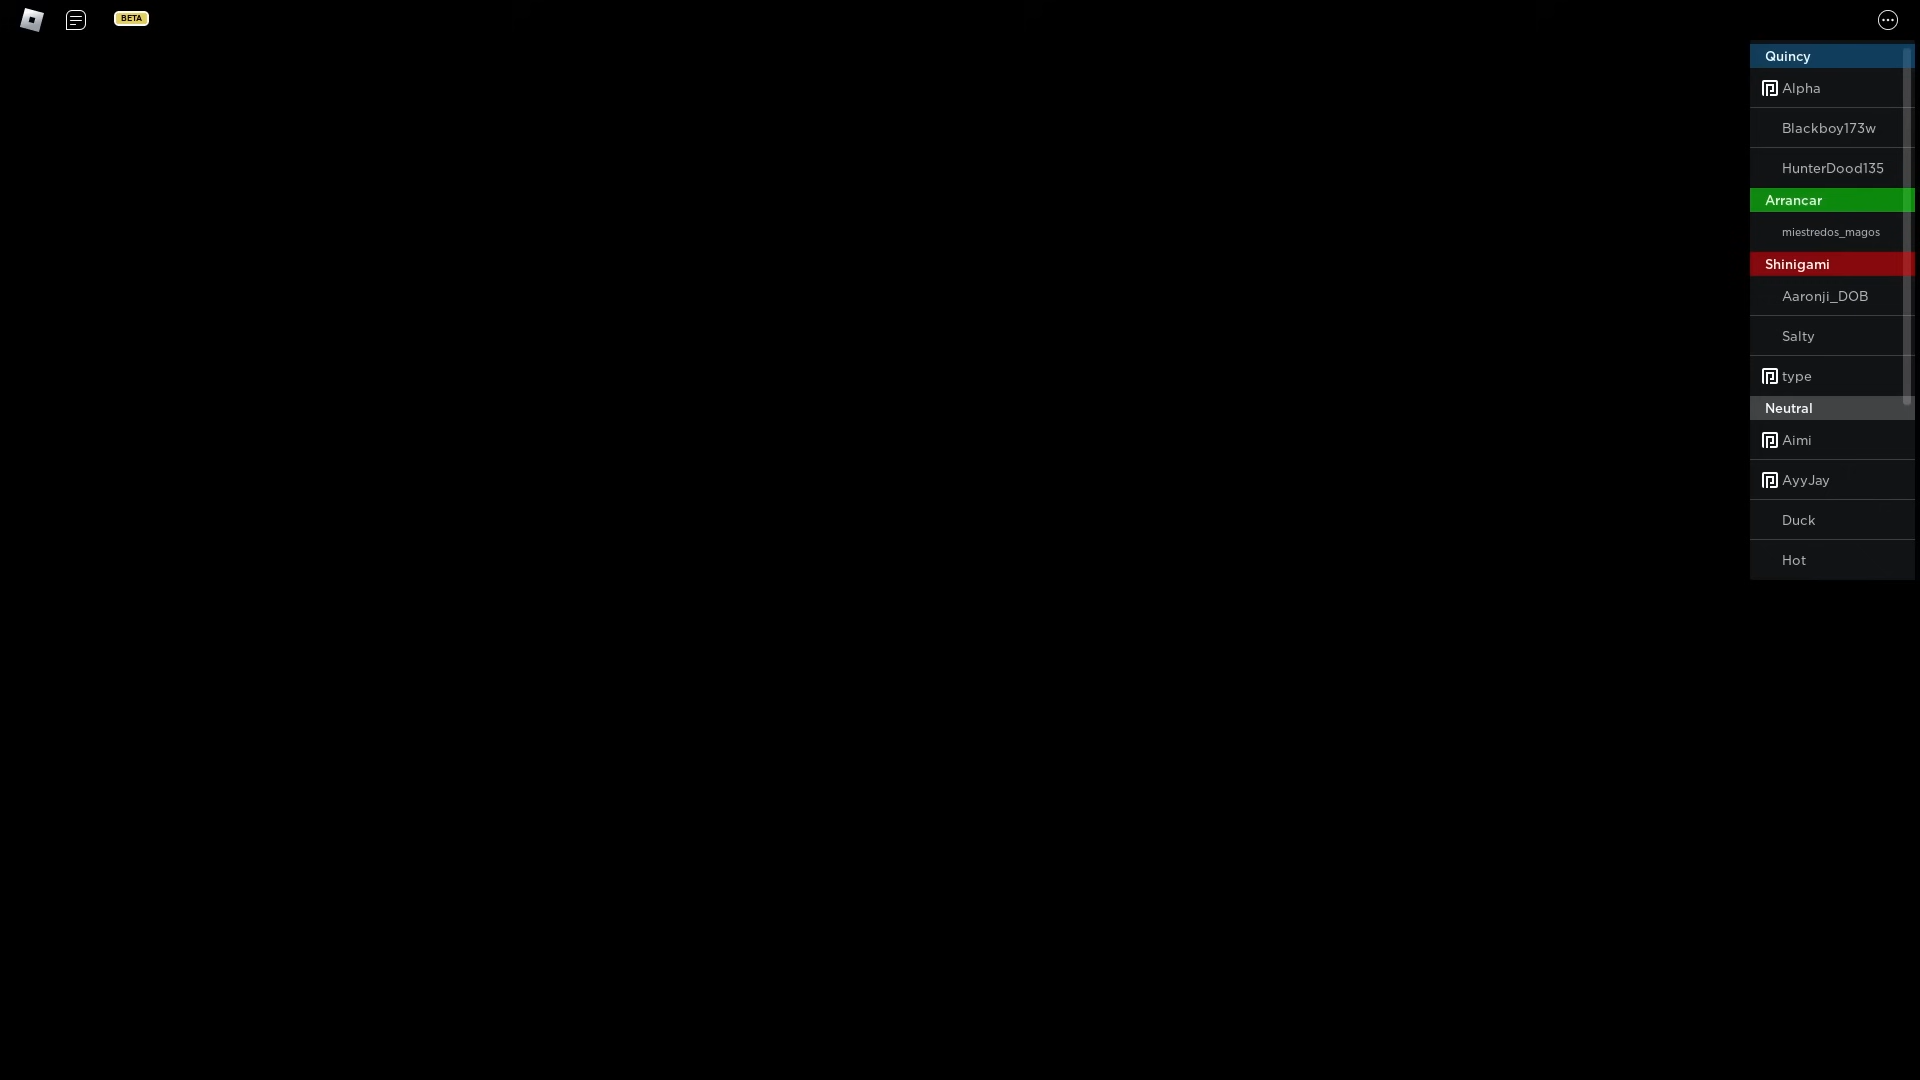 BETA
Quincy
Alpha
Blackboy173w
HunterDood135
Arrancar
miestredos_magos
Shinigami
Aaronji_DOB
Salty
type
Neutral
Aimi
AyyJay
Duck
Hot